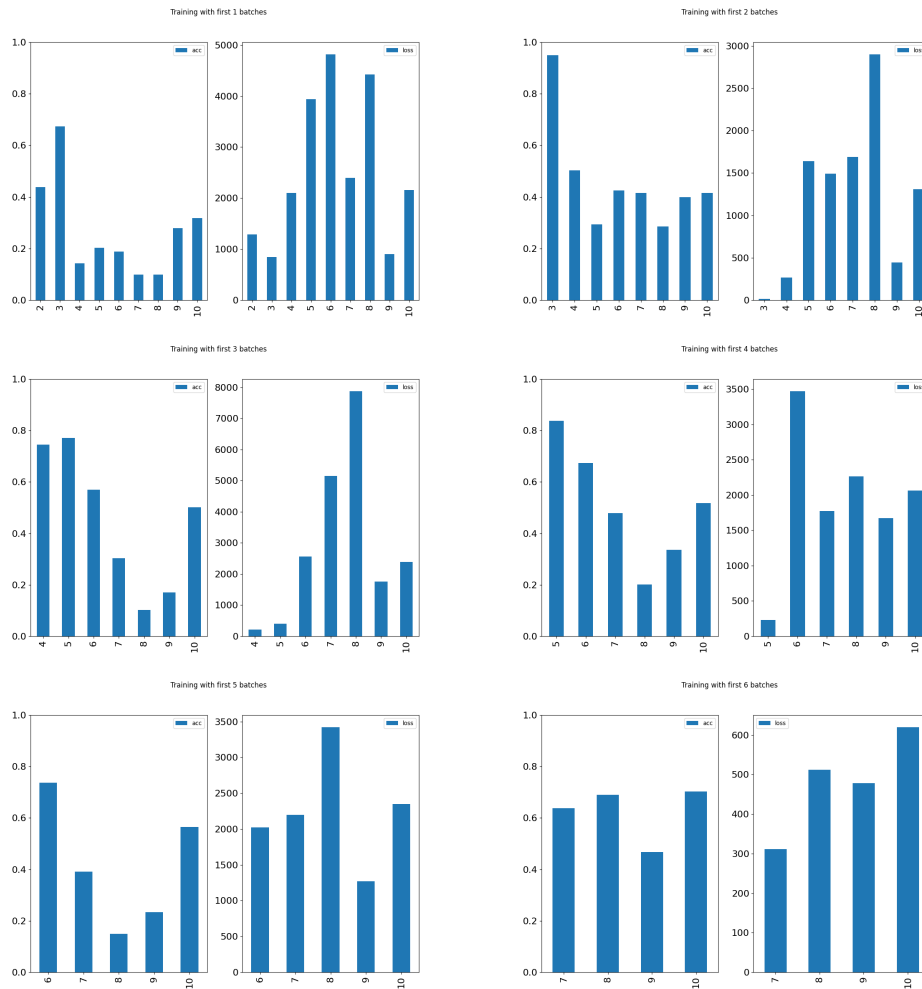 Training with first 1 batches
acc
1.0
0.8
0.6
0.4
0.2
0.0
2 3 4 5 6 7 8 9 10
loss
5000
4000
3000
2000
1000
0
2 3 4 5 6 7 8 9 10
Training with first 2 batches
acc
1.0
0.8
0.6
0.4
0.2
0.0
3 4 5 6 7 8 9 10
loss
3000
2500
2000
1500
1000
500
0
3 4 5 6 7 8 9 10
Training with first 3 batches
acc
1.0
0.8
0.6
0.4
0.2
0.0
4 5 6 7 8 9 10
loss
8000
7000
6000
5000
4000
3000
2000
1000
0
4 5 6 7 8 9 10
Training with first 4 batches
acc
1.0
0.8
0.6
0.4
0.2
0.0
5 6 7 8 9 10
loss
3500
3000
2500
2000
1500
1000
500
0
5 6 7 8 9 10
Training with first 5 batches
acc
1.0
0.8
0.6
0.4
0.2
0.0
6 7 8 9 10
loss
3500
3000
2500
2000
1500
1000
500
0
6 7 8 9 10
Training with first 6 batches
acc
1.0
0.8
0.6
0.4
0.2
0.0
7 8 9 10
loss
600
500
400
300
200
100
0
7 8 9 10